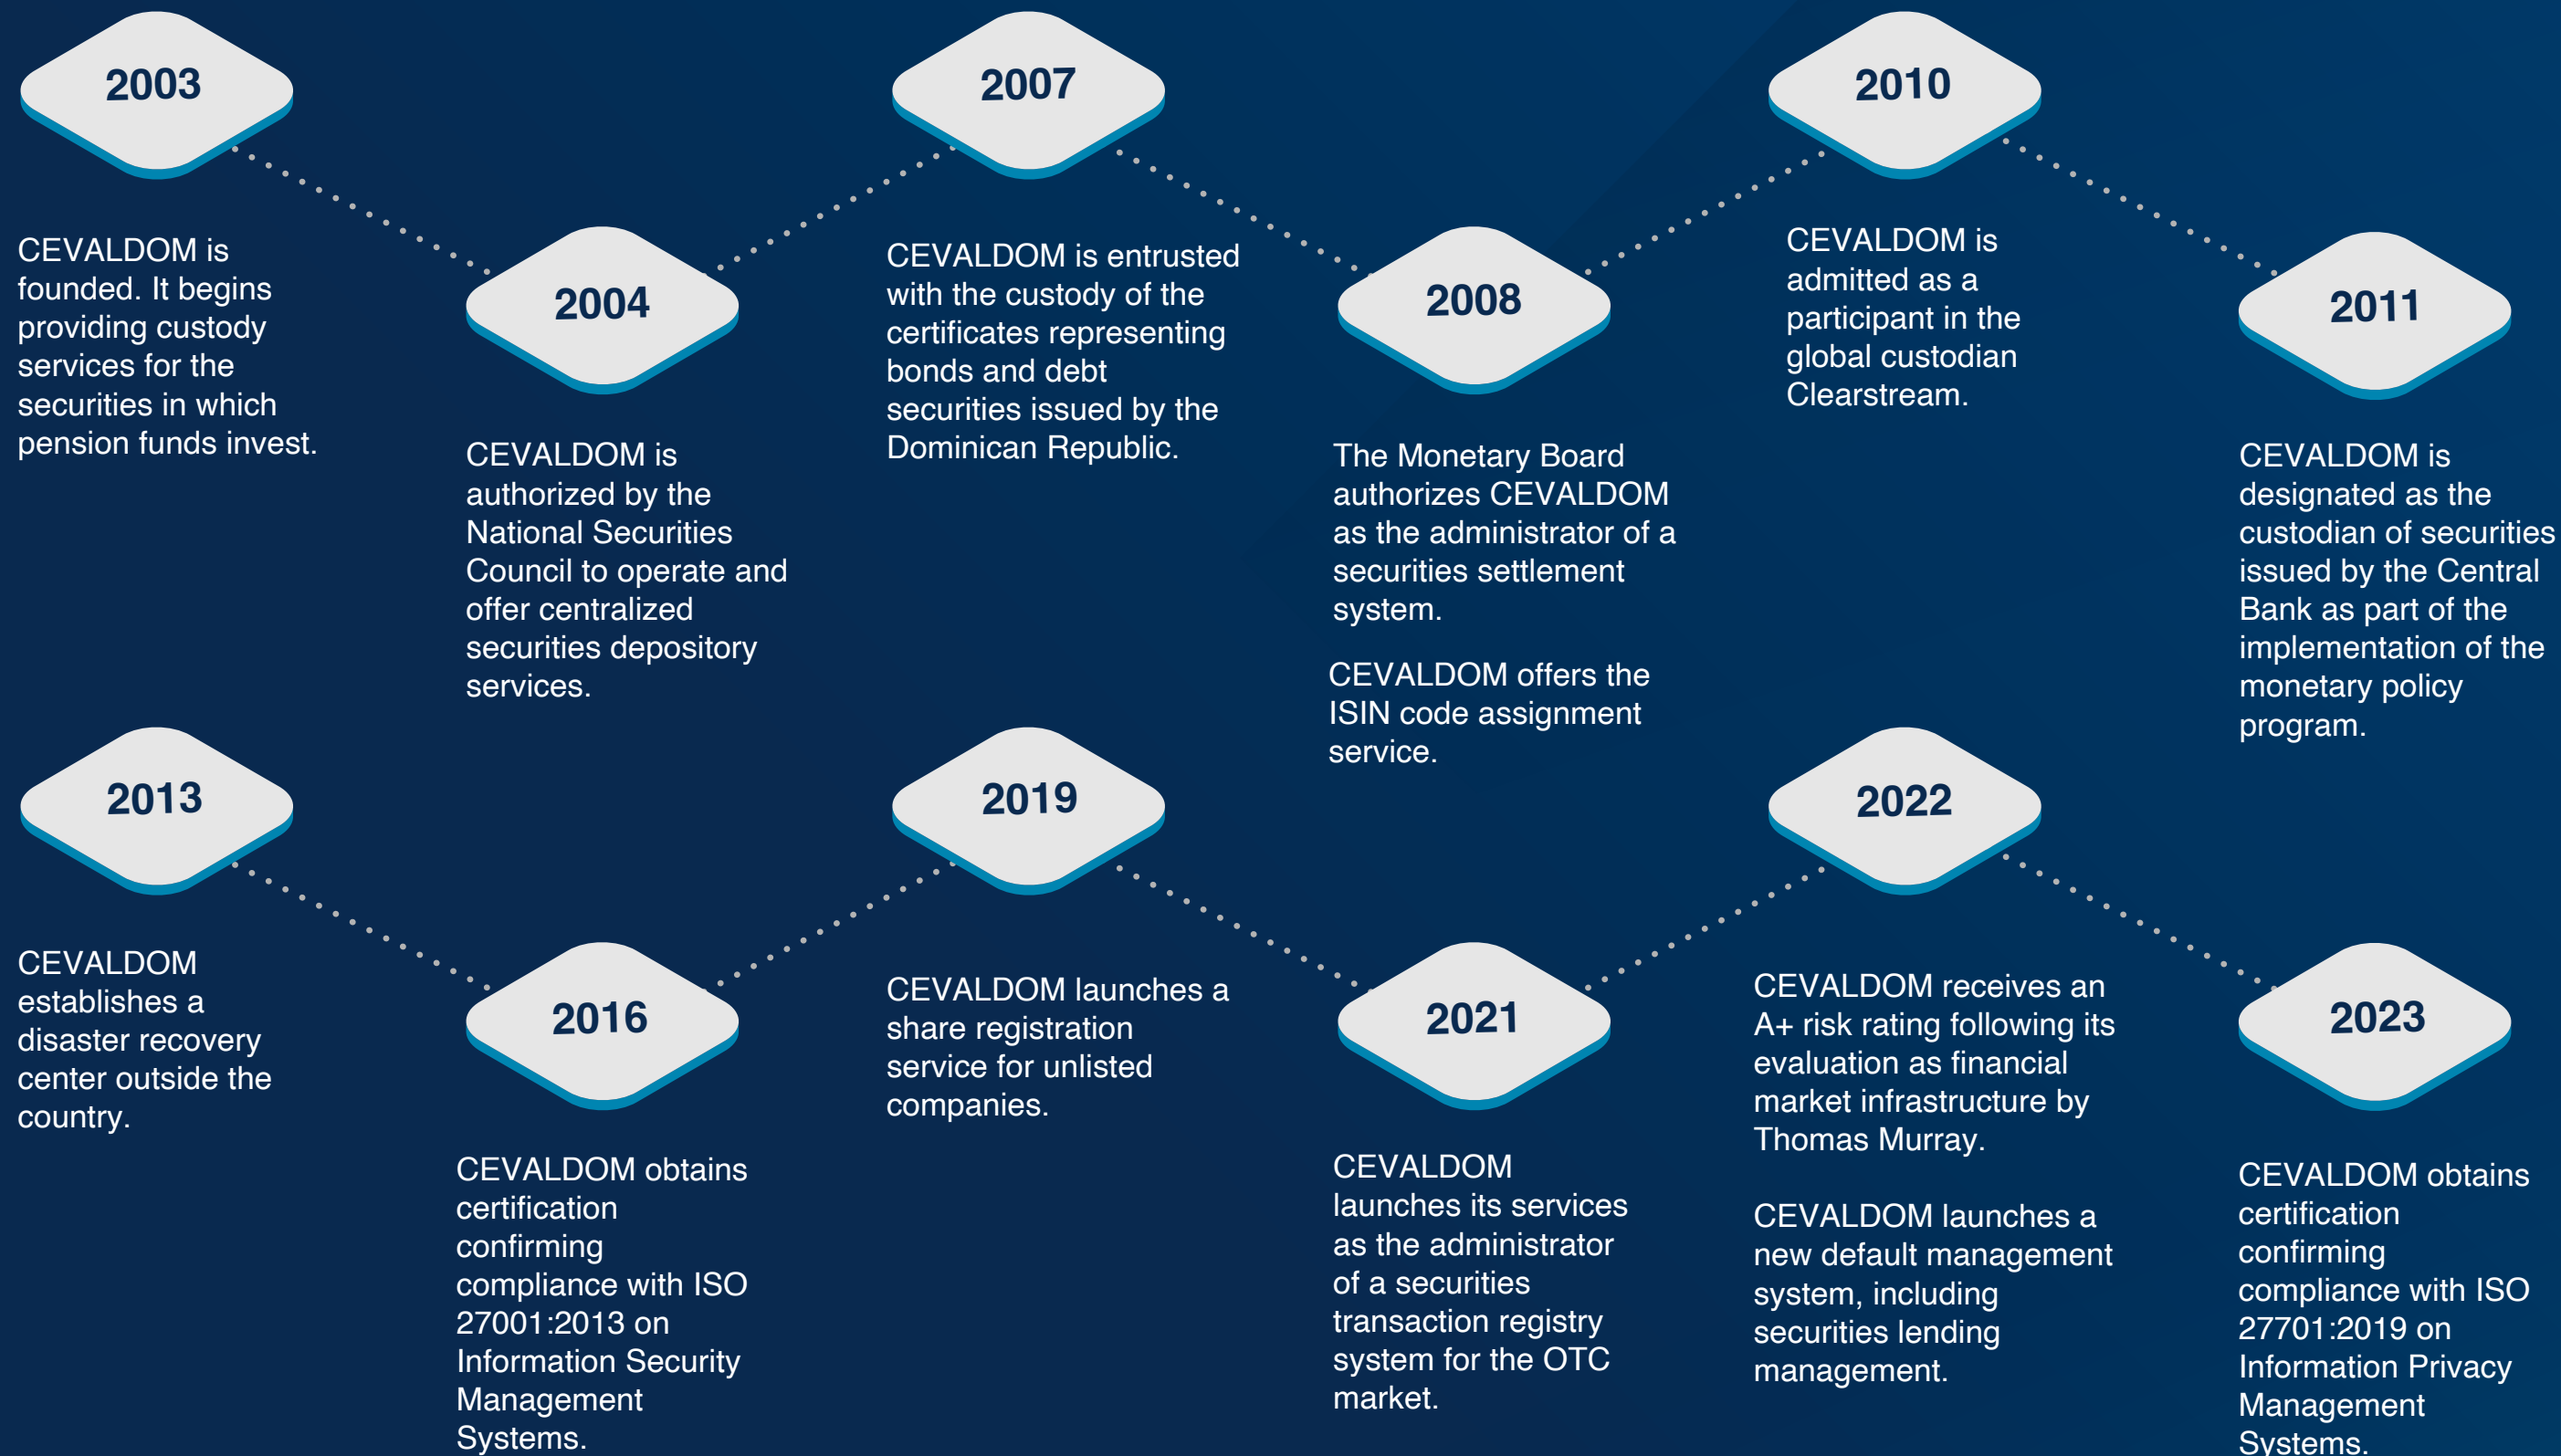 2003
CEVALDOM is
founded. It begins
providing custody
services for the
securities in which
pension funds invest.
2004
CEVALDOM is
authorized by the
National Securities
Council to operate and
offer centralized
securities depository
services.
2007
CEVALDOM is entrusted
with the custody of the
certificates representing
bonds and debt
securities issued by the
Dominican Republic.
2008
The Monetary Board
authorizes CEVALDOM
as the administrator of a
securities settlement
system.
CEVALDOM offers the
ISIN code assignment
service.
2010
CEVALDOM is
admitted as a
participant in the
global custodian
Clearstream.
2011
CEVALDOM is
designated as the
custodian of securities
issued by the Central
Bank as part of the
implementation of the
monetary policy
program.
2013
CEVALDOM
establishes a
disaster recovery
center outside the
country.
2016
CEVALDOM obtains
certification
confirming
compliance with ISO
27001:2013 on
Information Security
Management
Systems.
2019
CEVALDOM launches a
share registration
service for unlisted
companies.
2021
CEVALDOM
launches its services
as the administrator
of a securities
transaction registry
system for the OTC
market.
2022
CEVALDOM receives an
A+ risk rating following its
evaluation as financial
market infrastructure by
Thomas Murray.
CEVALDOM launches a
new default management
system, including
securities lending
management.
2023
CEVALDOM obtains
certification
confirming
compliance with ISO
27701:2019 on
Information Privacy
Management
Systems.